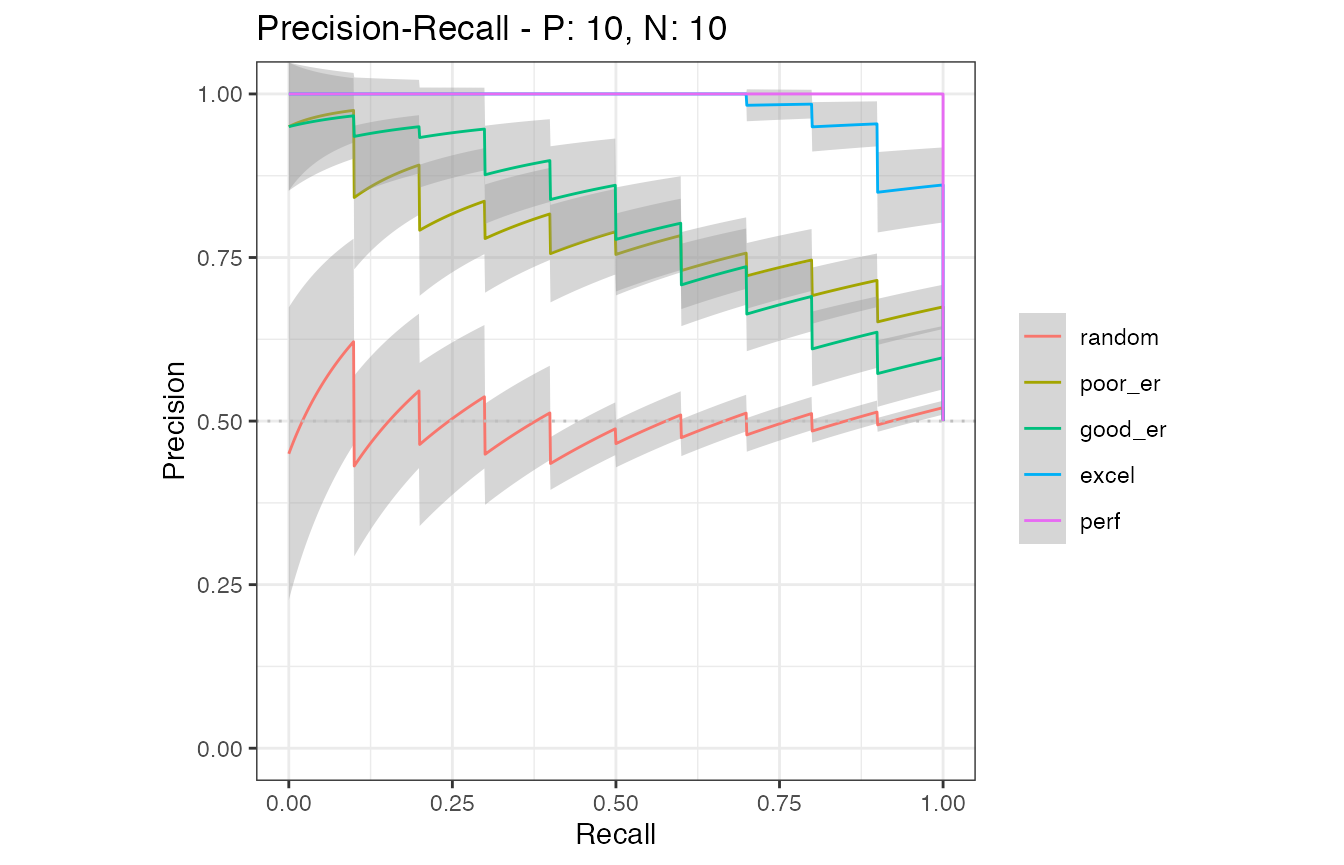 Precision-Recall - P: 10, N: 10
Precision
1.00
0.75
0.50
0.25
0.00
0.00 0.25 0.50 0.75 1.00
Recall
random
poor_er
good_er
excel
perf